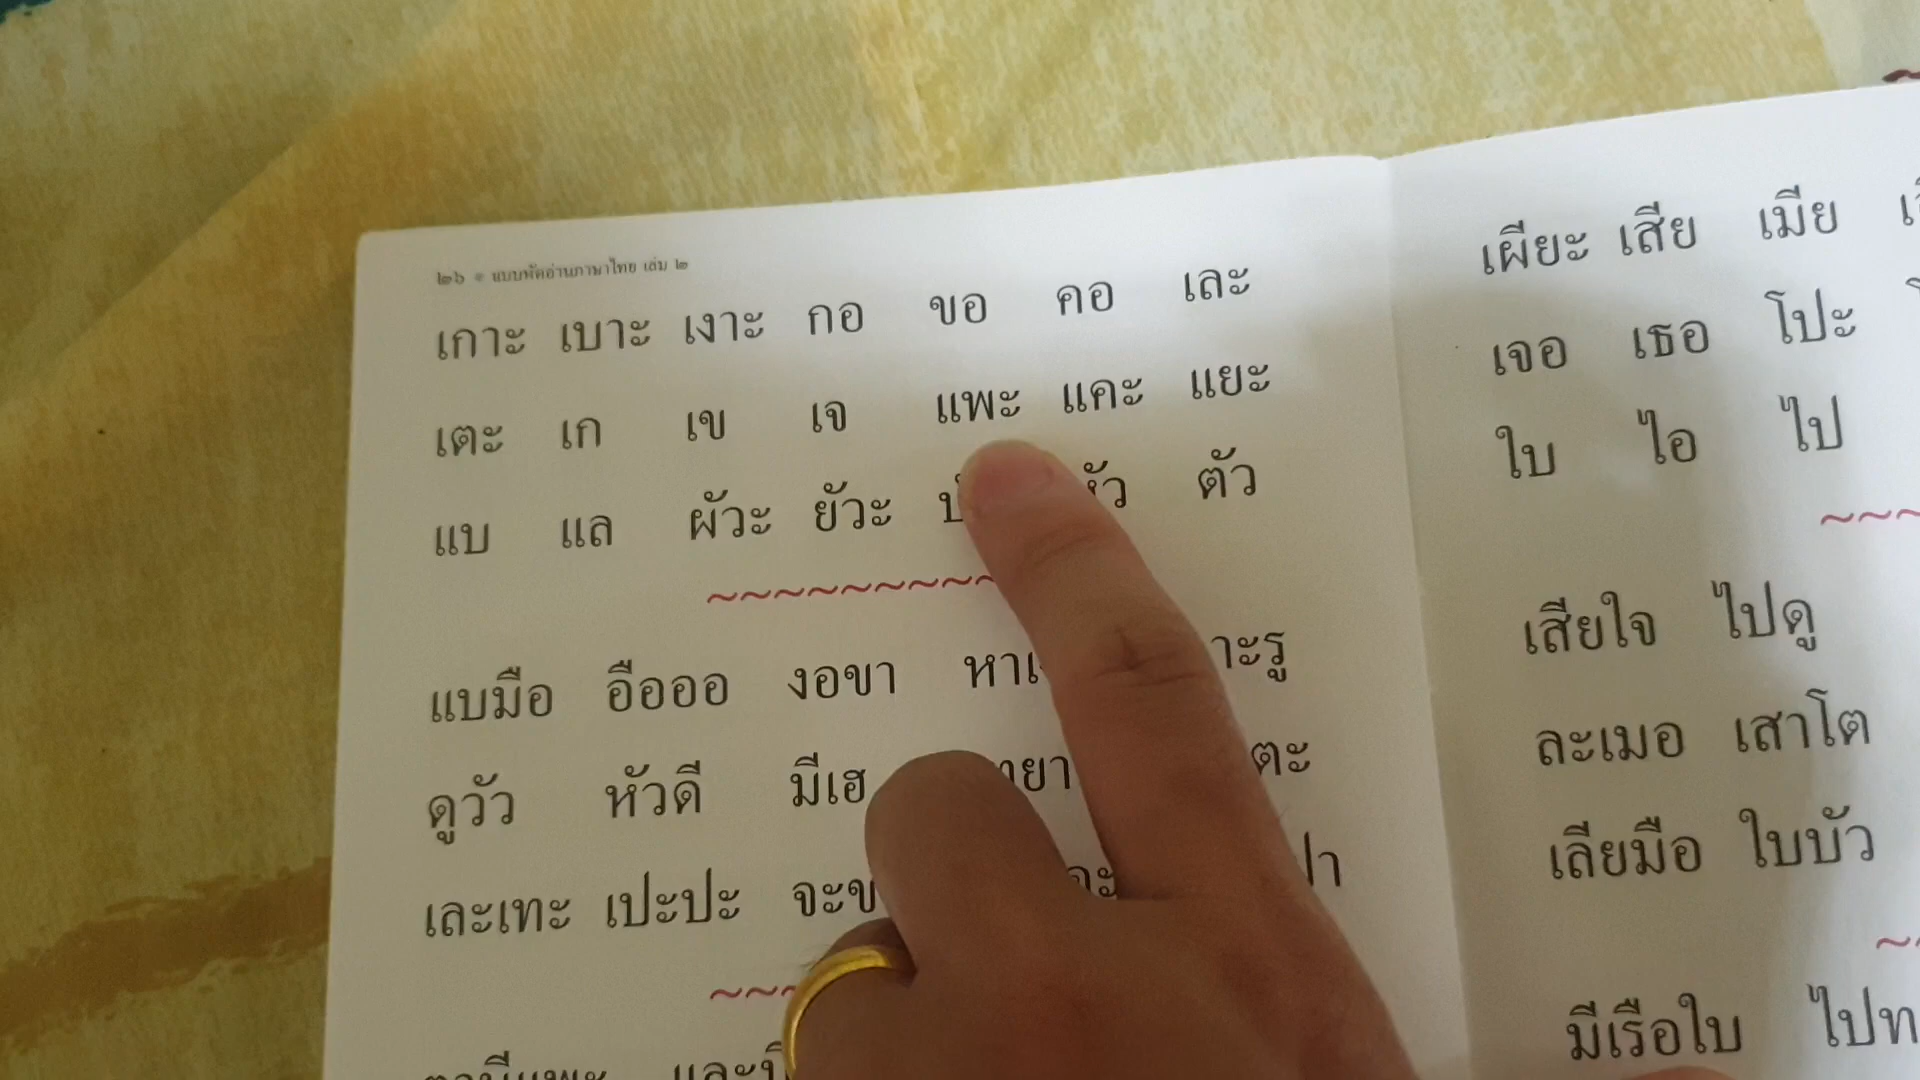 ๒๖ ๏ แบบหัดอ่านภาษาไทย เล่ม ๒
เกาะ เบาะ เงาะ กอ ขอ คอ เละ
เตะ เก เข เจ แพะ แคะ แยะ
แบ แล ผัวะ ยัวะ ตัว
แบมือ อือออ งอขา
ดูวัว หัวดี มีเฮ
เละเทะ เปะปะ
เผียะ เสีย เมีย
เจอ เธอ โปะ
ใบ ไอ ไป
เสียใจ ไปดู
ละเมอ เสาโต
เลียมือ ใบบัว
มีเรือใบ